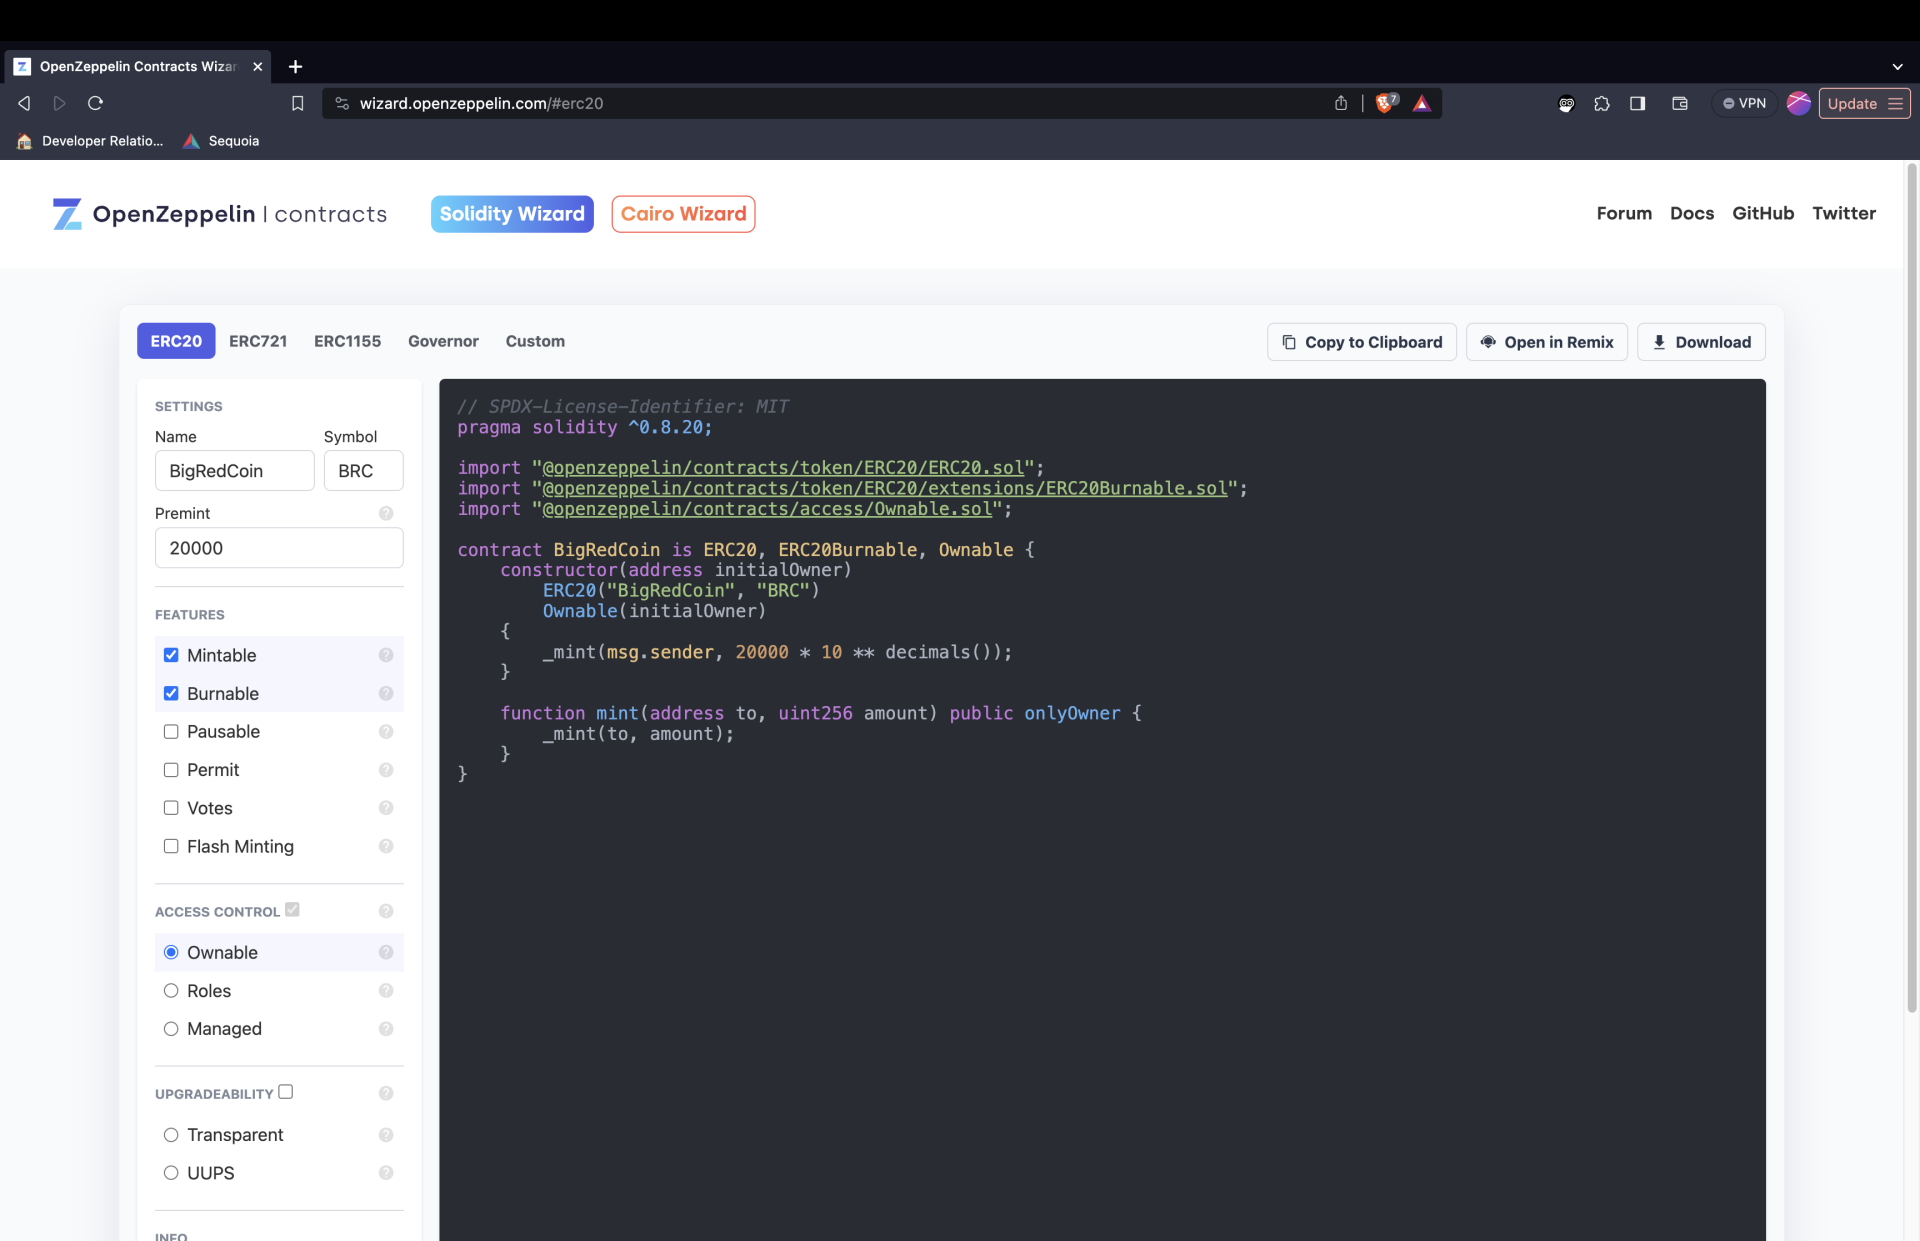 OpenZeppelin Contracts Wizar
wizard.openzeppelin.com/#erc20
7
VPN
Update
Developer Relatio...
Sequoia
OpenZeppelin | contracts
Solidity Wizard
Cairo Wizard
Forum
Docs
GitHub
Twitter
ERC20
ERC721
ERC1155
Governor
Custom
Copy to Clipboard
Open in Remix
Download
SETTINGS
Name
Symbol
BigRedCoin
BRC
Premint
?
20000
FEATURES
Mintable
?
Burnable
?
Pausable
?
Permit
?
Votes
?
Flash Minting
?
ACCESS CONTROL
?
Ownable
?
Roles
?
Managed
?
UPGRADEABILITY
?
Transparent
?
UUPS
?
INFO
// SPDX-License-Identifier: MIT
pragma solidity ^0.8.20;
import "@openzeppelin/contracts/token/ERC20/ERC20.sol";
import "@openzeppelin/contracts/token/ERC20/extensions/ERC20Burnable.sol";
import "@openzeppelin/contracts/access/Ownable.sol";
contract BigRedCoin is ERC20, ERC20Burnable, Ownable {
constructor(address initialOwner)
ERC20("BigRedCoin", "BRC")
Ownable(initialOwner)
{
_mint(msg.sender, 20000 * 10 ** decimals());
}
function mint(address to, uint256 amount) public onlyOwner {
_mint(to, amount);
}
}